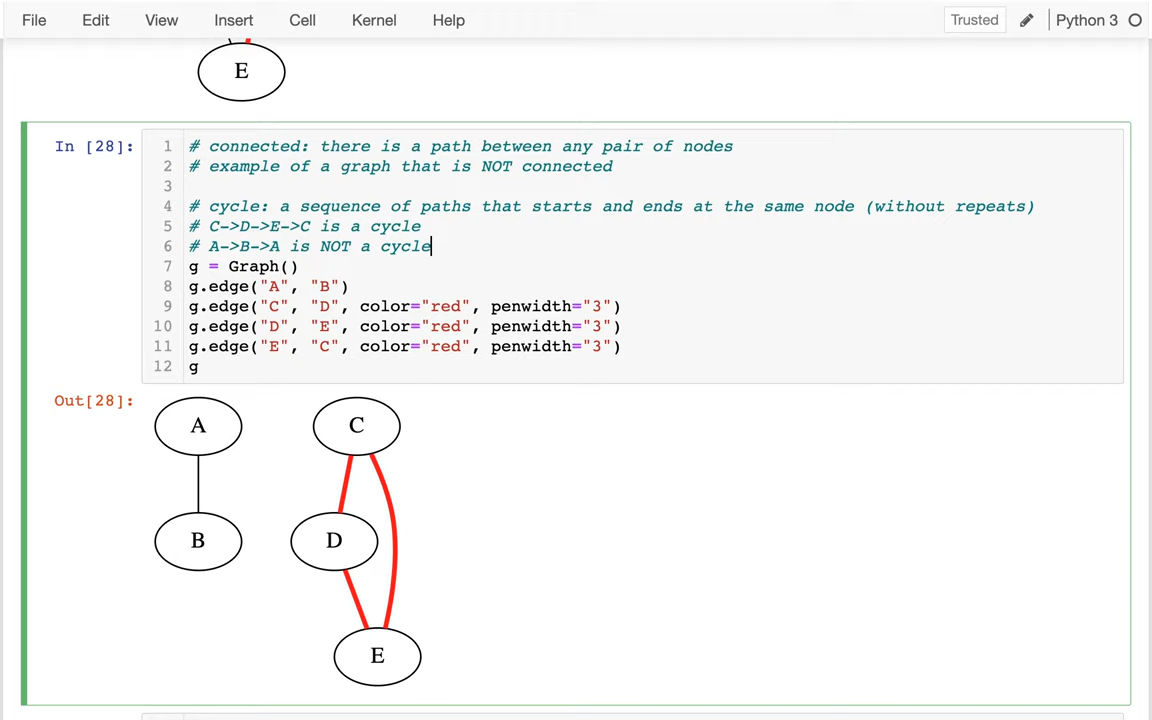 File Edit View Insert Cell Kernel Help Trusted Python 3
E
In [28]:
1 # connected: there is a path between any pair of nodes
2 # example of a graph that is NOT connected
3
4 # cycle: a sequence of paths that starts and ends at the same node (without repeats)
5 # C->D->E->C is a cycle
6 # A->B->A is NOT a cycle
7 g = Graph()
8 g.edge("A", "B")
9 g.edge("C", "D", color="red", penwidth="3")
10 g.edge("D", "E", color="red", penwidth="3")
11 g.edge("E", "C", color="red", penwidth="3")
12 g
Out[28]:
A C
B D
E